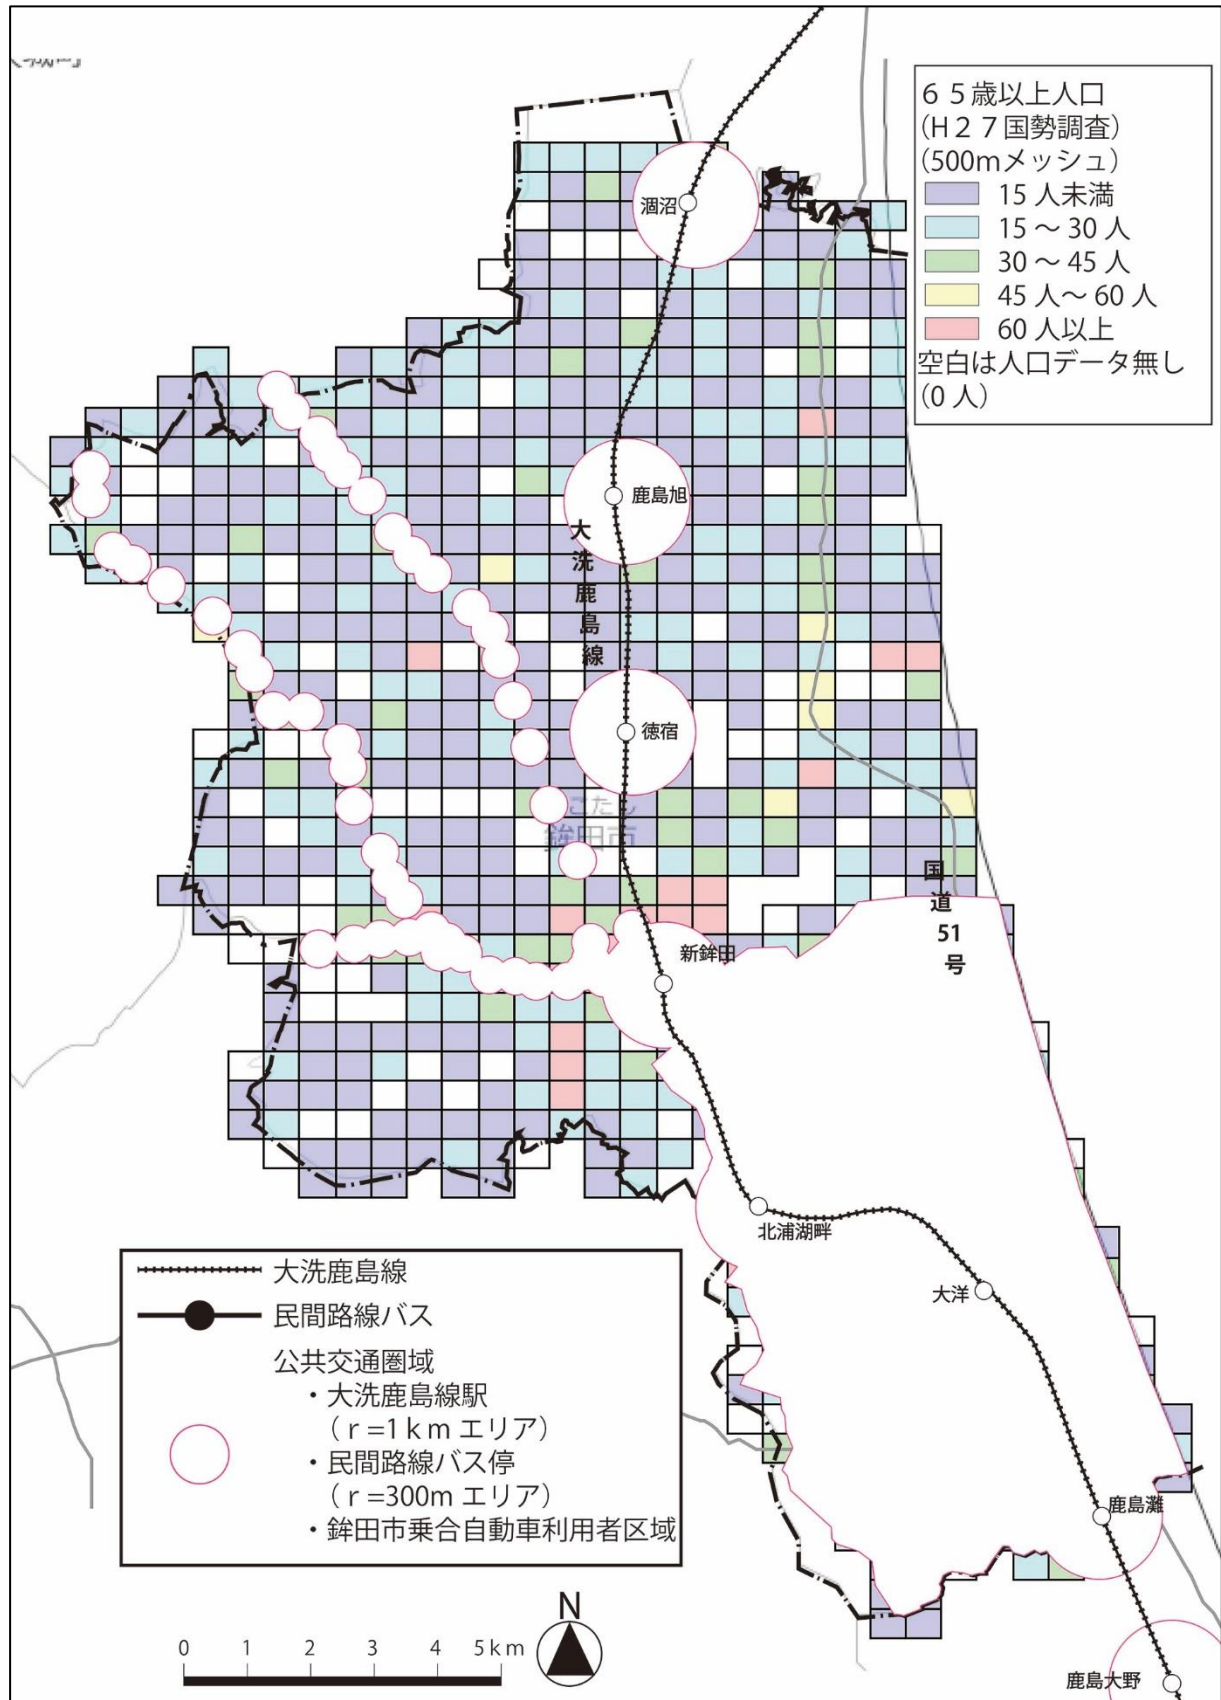 ６５歳以上人口
（H２７国勢調査）
（500mメッシュ）
15 人未満
15 ～ 30 人
30 ～ 45 人
45 人～ 60 人
60 人以上
空白は人口データ無し
（0 人）
涸沼
鹿島旭
大洗鹿島線
徳宿
鉾田市
国道51号
新鉾田
北浦湖畔
大洋
鹿島灘
鹿島大野
大洗鹿島線
民間路線バス
公共交通圏域
・大洗鹿島線駅
（ r =1 k m エリア）
・民間路線バス停
（ r =300m エリア）
・鉾田市乗合自動車利用者区域
0 1 2 3 4 5 k m
N